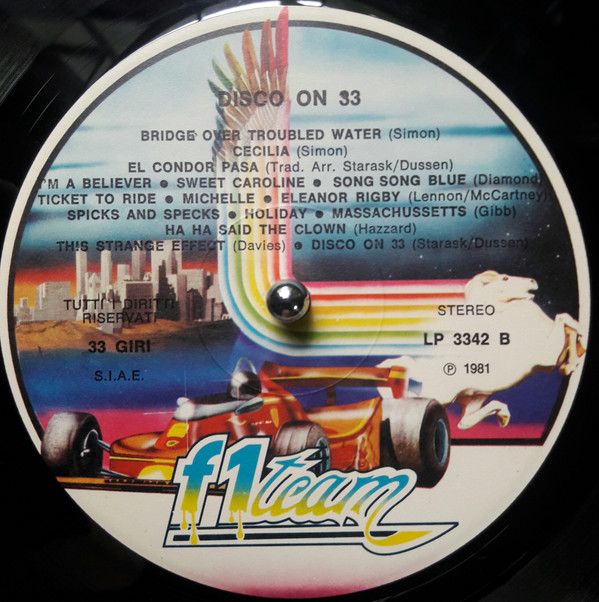 DISCO ON 33
BRIDGE OVER TROUBLED WATER (Simon)
CECILIA (Simon)
EL CONDOR PASA (Trad. Arr. Starask/Dussen)
I'M A BELIEVER • SWEET CAROLINE • SONG SONG BLUE (Diamond)
TICKET TO RIDE • MICHELLE • ELEANOR RIGBY (Lennon/McCartney)
SPICKS AND SPECKS • HOLIDAY • MASSACHUSSETTS (Gibb)
HA HA SAID THE CLOWN (Hazzard)
THIS STRANGE EFFECT (Davies) • DISCO ON 33 (Starask/Dussen)
TUTTI I DIRITTI
RISERVATI
33 GIRI
S.I.A.E.
STEREO
LP 3342 B
℗ 1981
f1team